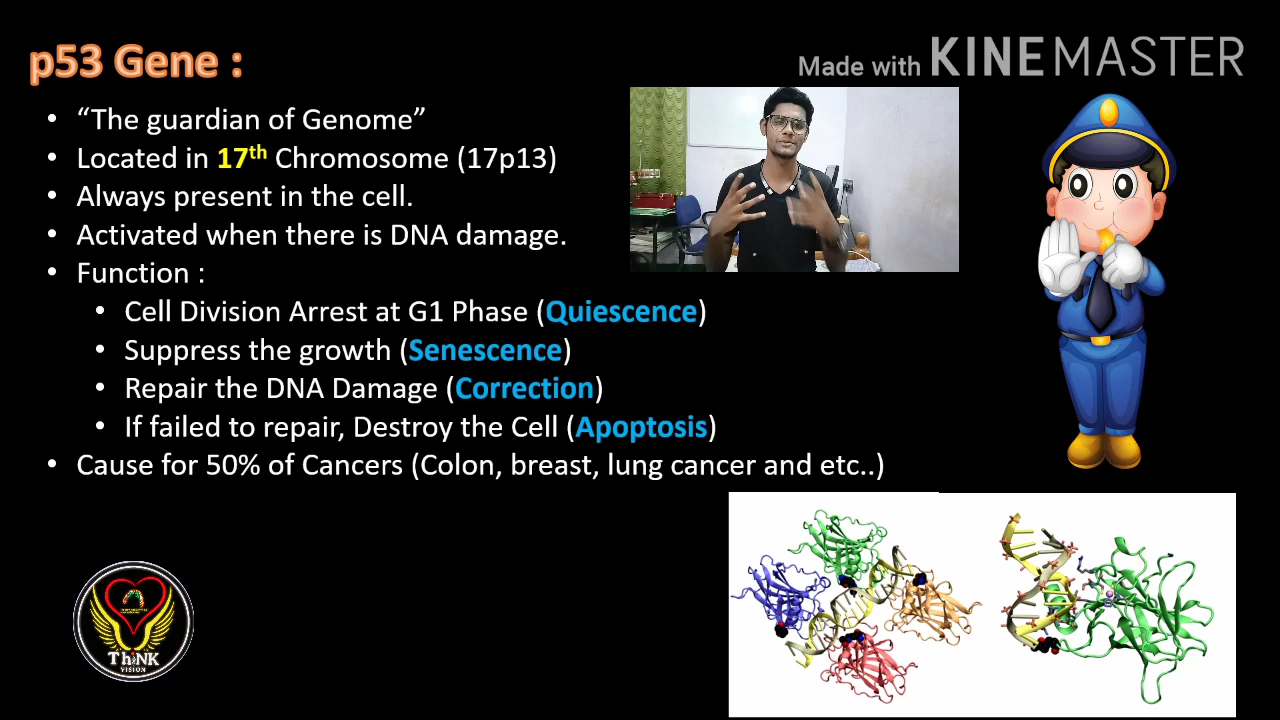 p53 Gene :
Made with KINEMASTER
• “The guardian of Genome”
• Located in 17th Chromosome (17p13)
• Always present in the cell.
• Activated when there is DNA damage.
• Function :
• Cell Division Arrest at G1 Phase (Quiescence)
• Suppress the growth (Senescence)
• Repair the DNA Damage (Correction)
• If failed to repair, Destroy the Cell (Apoptosis)
• Cause for 50% of Cancers (Colon, breast, lung cancer and etc..)
ThiNK
VISION